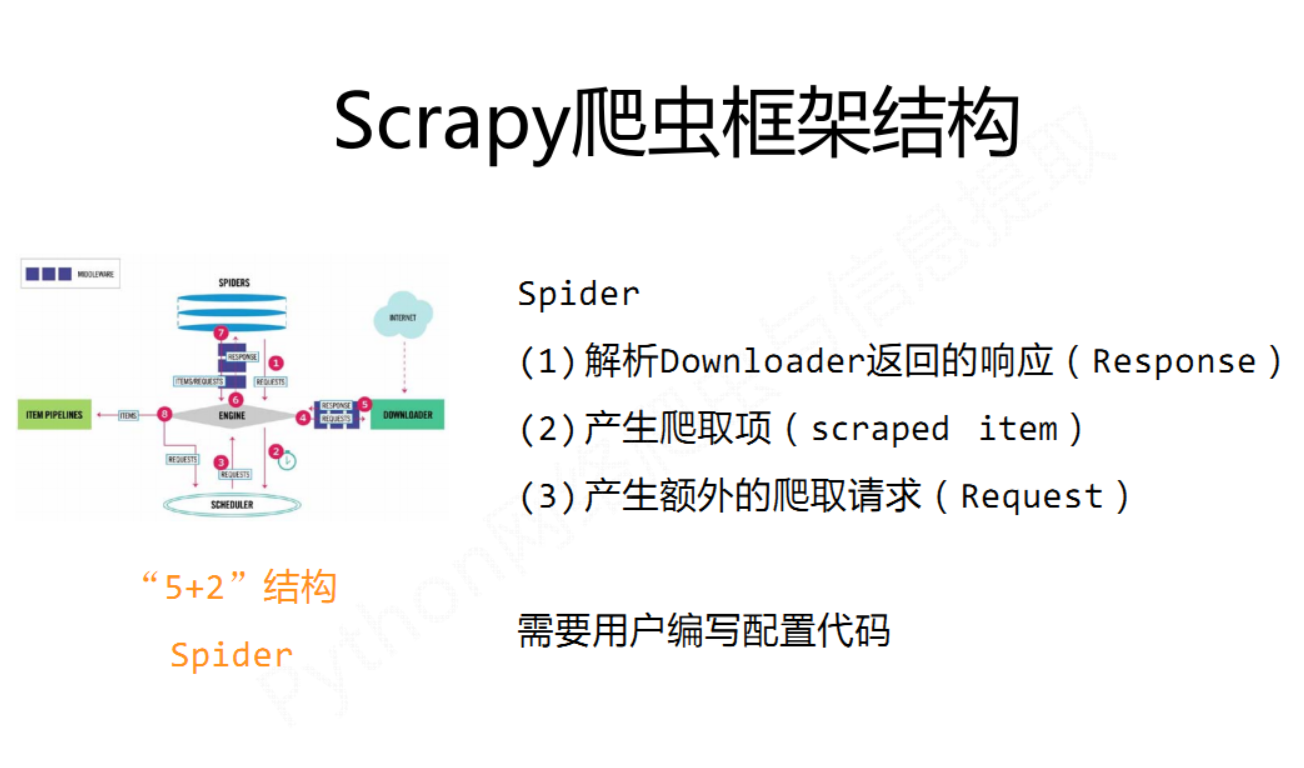 Scrapy爬虫框架结构
MIDDLEWARE
SPIDERS
INTERNET
7
RESPONSE
1
ITEMS/REQUESTS
REQUESTS
6
ITEM PIPELINES
ITEMS
8
ENGINE
4
RESPONSE
REQUESTS
5
DOWNLOADER
REQUESTS
3
REQUESTS
2
SCHEDULER
“5+2”结构
Spider
Spider
(1)解析Downloader返回的响应(Response)
(2)产生爬取项(scraped item)
(3)产生额外的爬取请求(Request)
需要用户编写配置代码
Python网络爬虫与信息提取